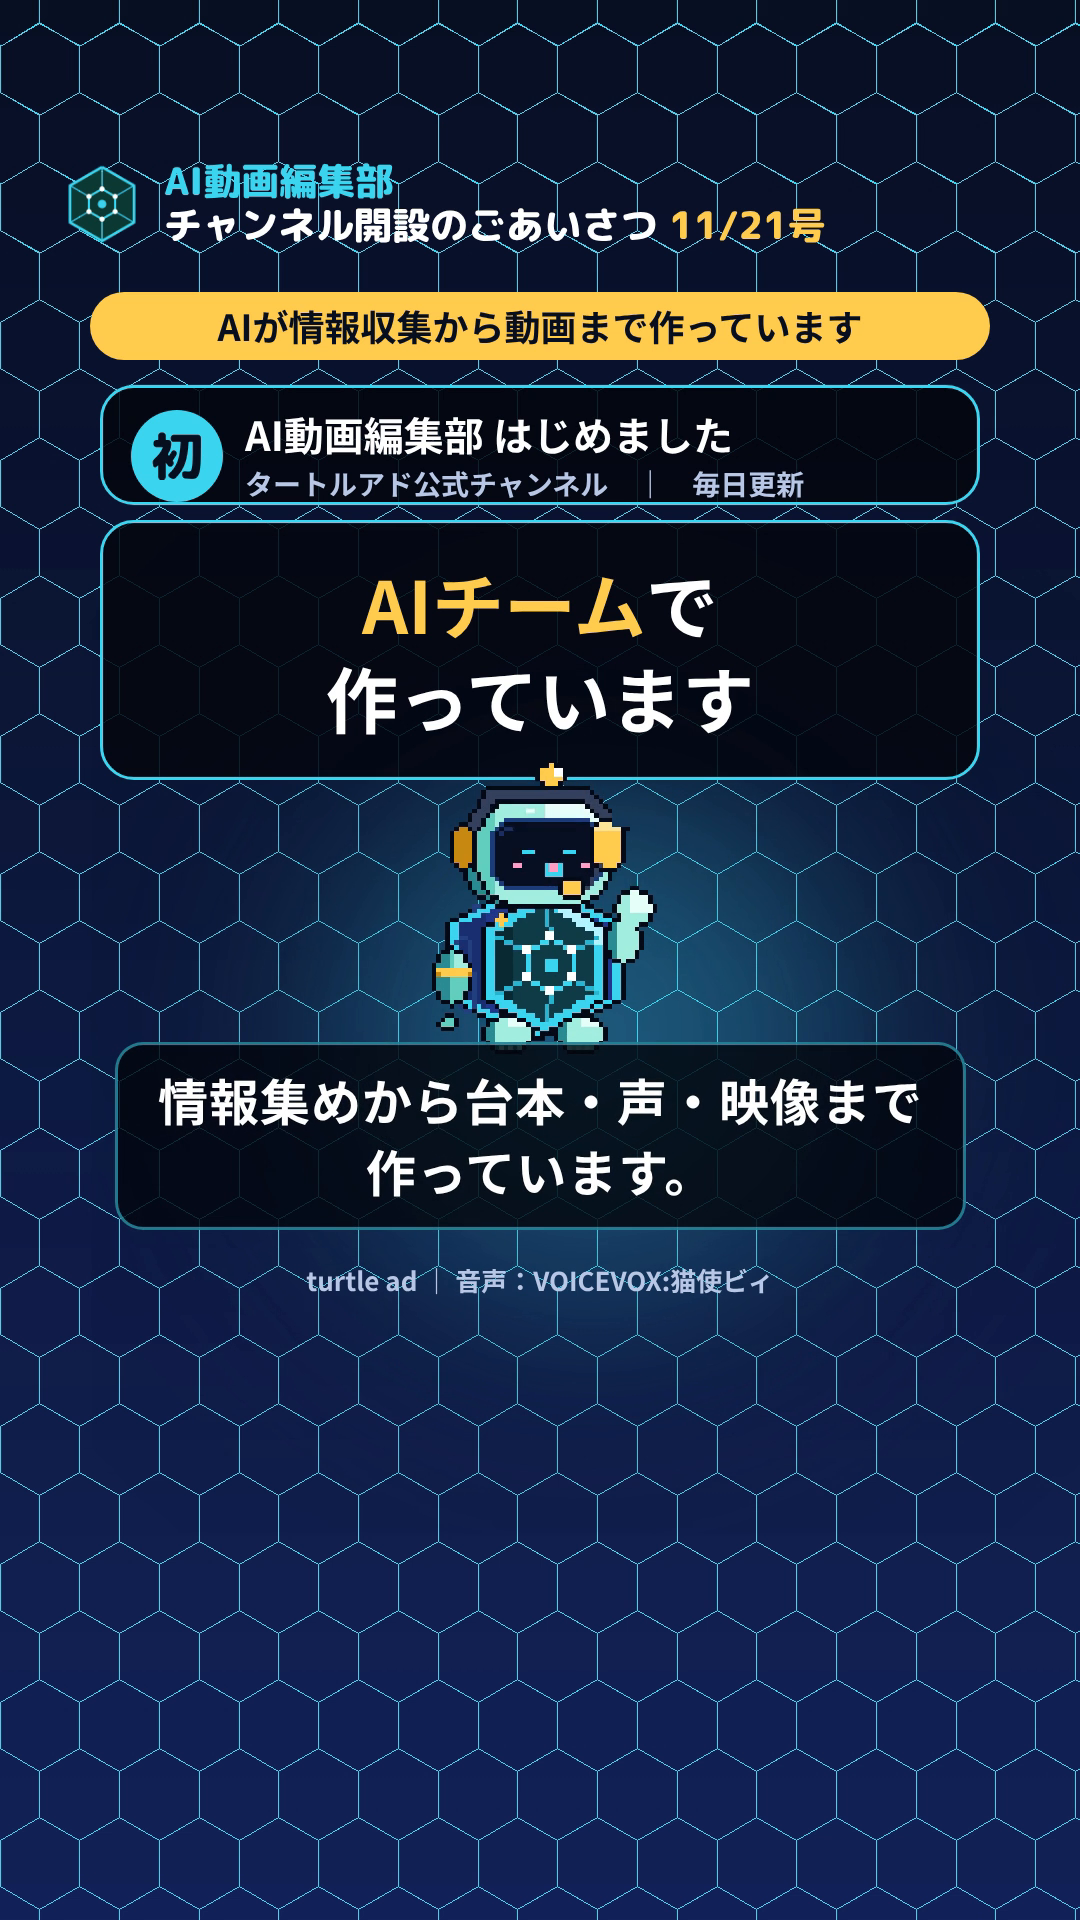 AI動画編集部
チャンネル開設のごあいさつ 11/21号
AIが情報収集から動画まで作っています
初
AI動画編集部 はじめました
タートルアド公式チャンネル ｜ 毎日更新
AIチームで
作っています
情報集めから台本・声・映像まで
作っています。
turtle ad ｜ 音声：VOICEVOX:猫使ビィ